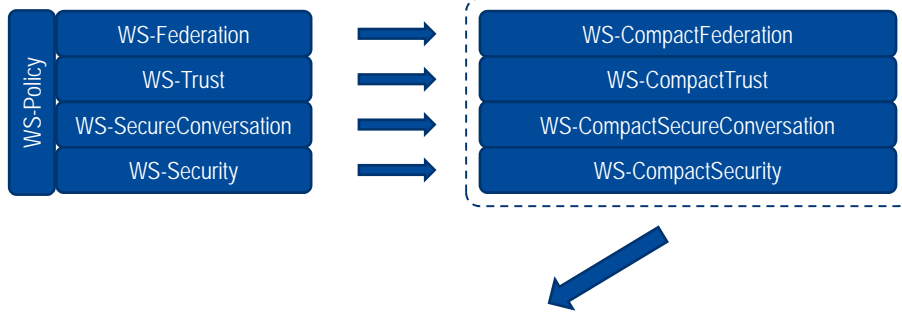 WS-Policy
WS-Federation
WS-CompactFederation
WS-Trust
WS-CompactTrust
WS-SecureConversation
WS-CompactSecureConversation
WS-Security
WS-CompactSecurity